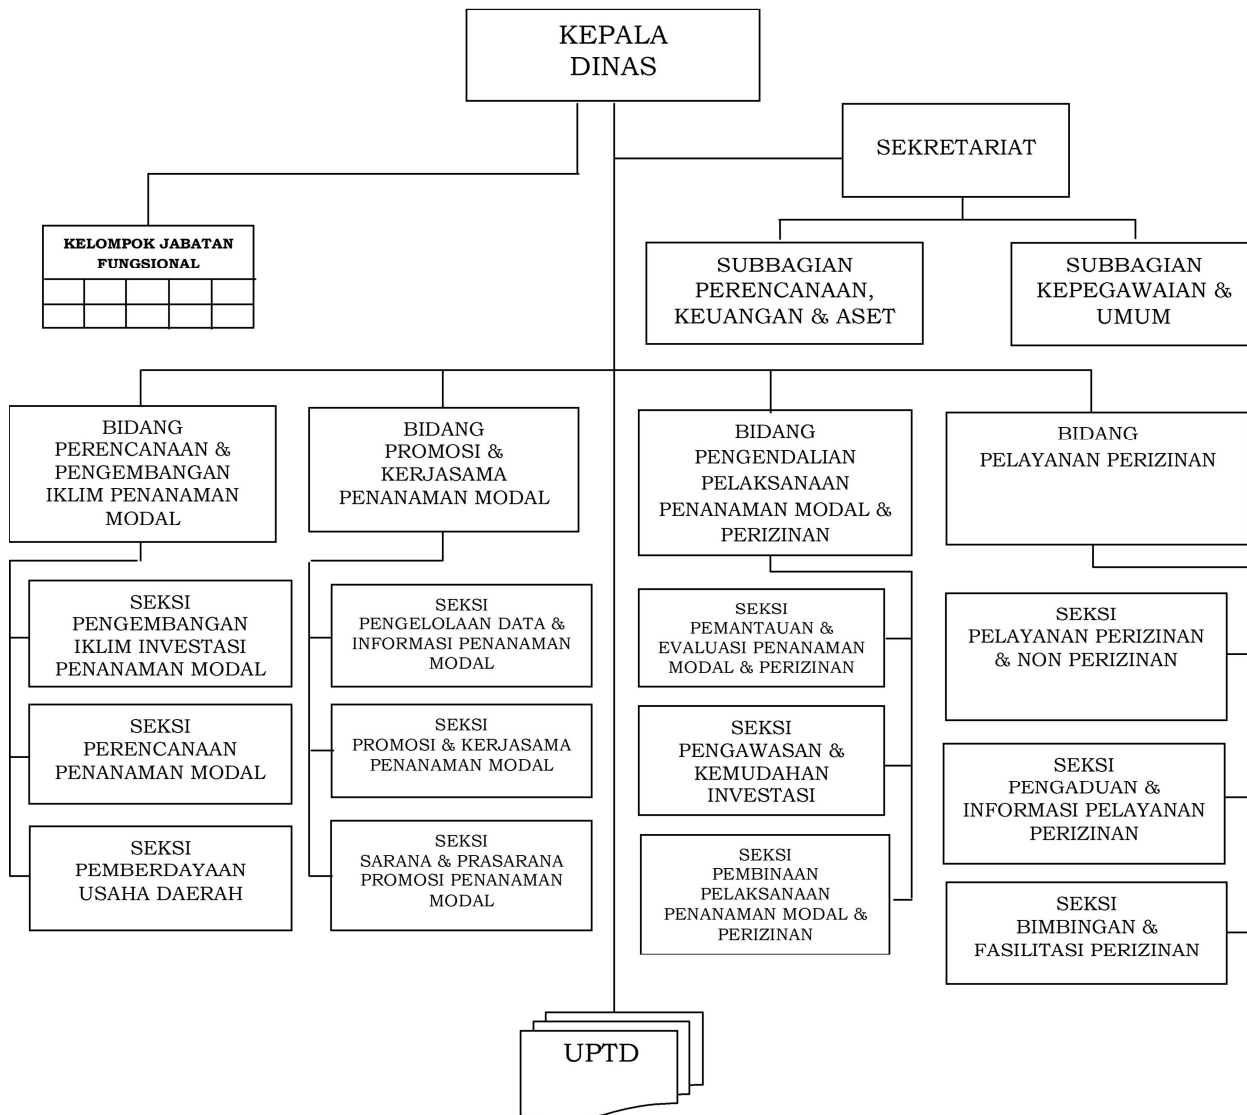 KEPALA
DINAS
SEKRETARIAT
KELOMPOK JABATAN
FUNGSIONAL
SUBBAGIAN
PERENCANAAN,
KEUANGAN & ASET
SUBBAGIAN
KEPEGAWAIAN &
UMUM
BIDANG
PERENCANAAN &
PENGEMBANGAN
IKLIM PENANAMAN
MODAL
BIDANG
PROMOSI &
KERJASAMA
PENANAMAN MODAL
BIDANG
PENGENDALIAN
PELAKSANAAN
PENANAMAN MODAL &
PERIZINAN
BIDANG
PELAYANAN PERIZINAN
SEKSI
PENGEMBANGAN
IKLIM INVESTASI
PENANAMAN MODAL
SEKSI
PENGELOLAAN DATA &
INFORMASI PENANAMAN
MODAL
SEKSI
PEMANTAUAN &
EVALUASI PENANAMAN
MODAL & PERIZINAN
SEKSI
PELAYANAN PERIZINAN
& NON PERIZINAN
SEKSI
PERENCANAAN
PENANAMAN MODAL
SEKSI
PROMOSI & KERJASAMA
PENANAMAN MODAL
SEKSI
PENGAWASAN &
KEMUDAHAN
INVESTASI
SEKSI
PENGADUAN &
INFORMASI PELAYANAN
PERIZINAN
SEKSI
PEMBERDAYAAN
USAHA DAERAH
SEKSI
SARANA & PRASARANA
PROMOSI PENANAMAN
MODAL
SEKSI
PEMBINAAN
PELAKSANAAN
PENANAMAN MODAL &
PERIZINAN
SEKSI
BIMBINGAN &
FASILITASI PERIZINAN
UPTD